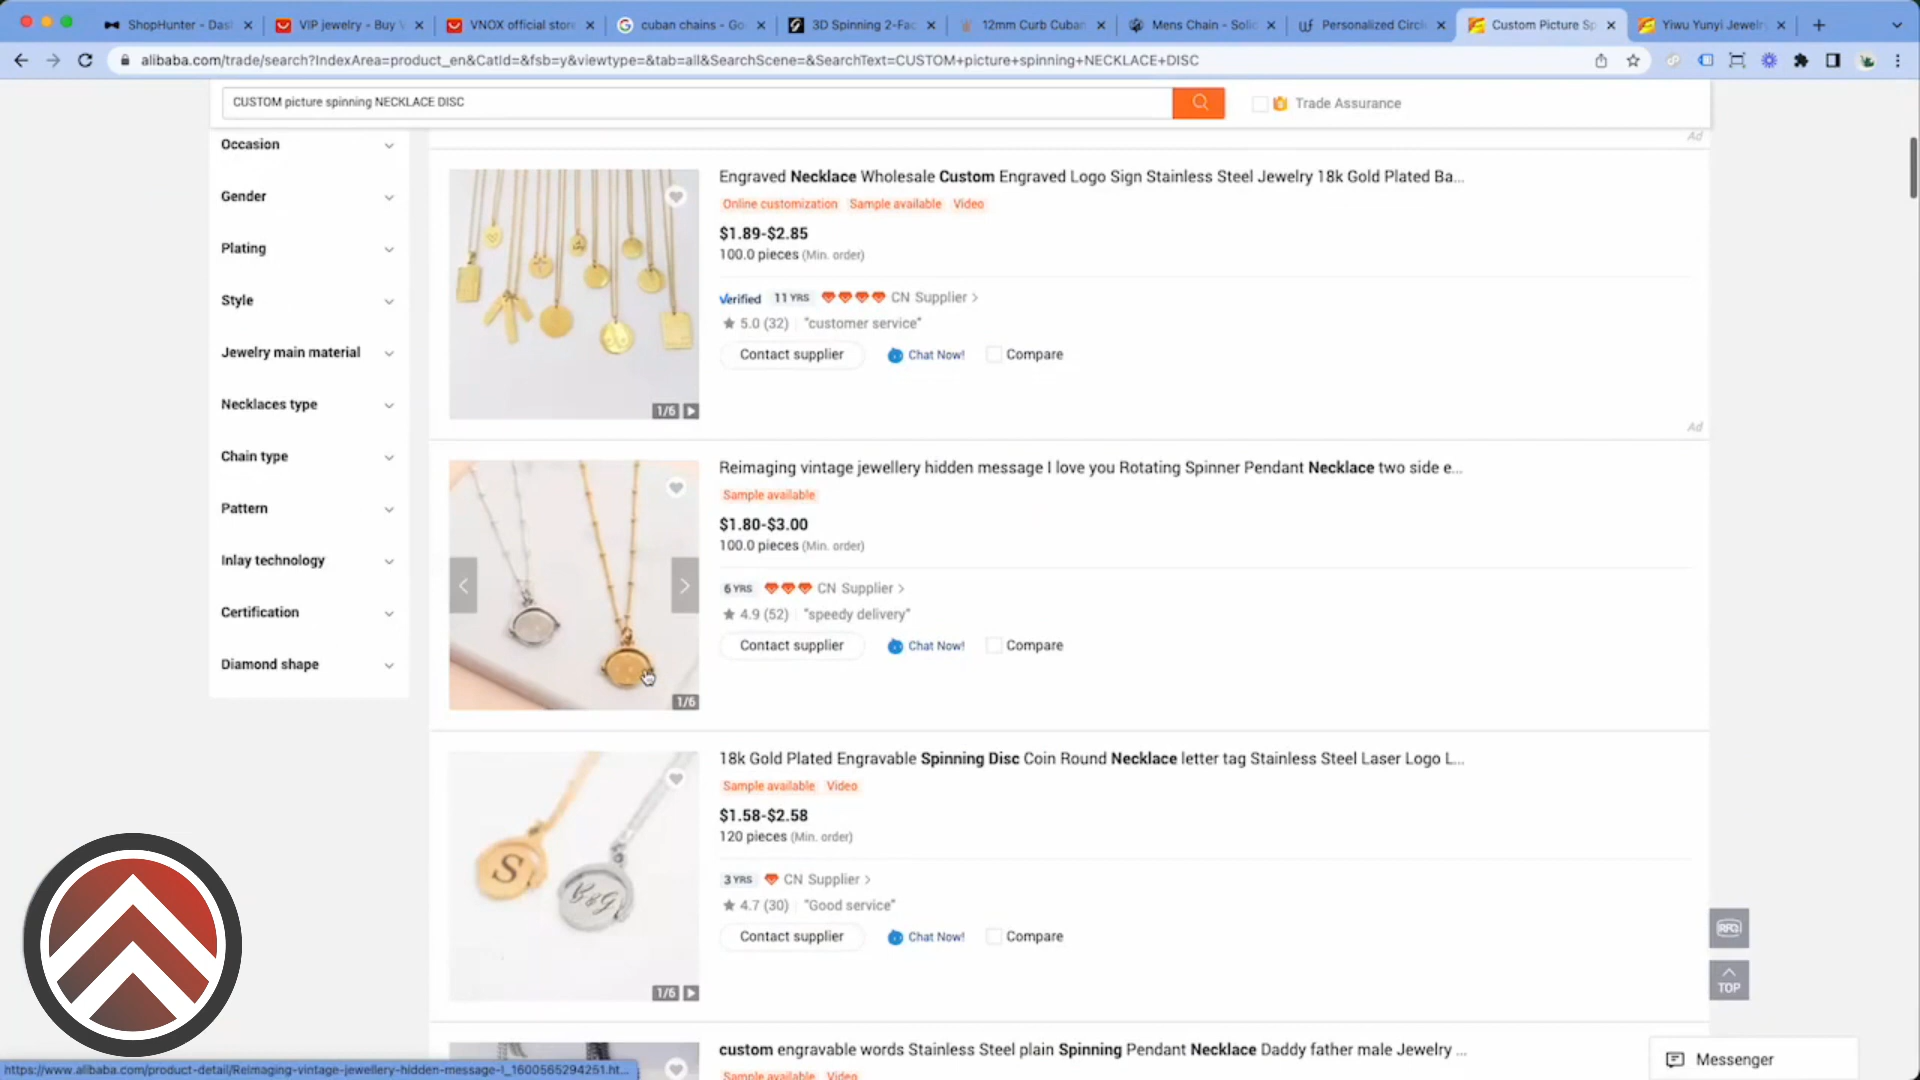 ShopHunter - Das
VIP jewelry - Buy V
VNOX official store
cuban chains - Go
3D Spinning 2-Fac
12mm Curb Cuban
Mens Chain - Solid
Personalized Circl
Custom Picture Sp
Yiwu Yunyi Jewelr
alibaba.com/trade/search?IndexArea=product_en&CatId=&fsb=y&viewtype=&tab=all&SearchScene=&SearchText=CUSTOM+picture+spinning+NECKLACE+DISC
CUSTOM picture spinning NECKLACE DISC
Trade Assurance
Occasion
Gender
Plating
Style
Jewelry main material
Necklaces type
Chain type
Pattern
Inlay technology
Certification
Diamond shape
Ad
Engraved Necklace Wholesale Custom Engraved Logo Sign Stainless Steel Jewelry 18k Gold Plated Ba...
Online customization Sample available Video
$1.89-$2.85
100.0 pieces (Min. order)
Verified 11 YRS CN Supplier >
5.0 (32) "customer service"
Contact supplier Chat Now! Compare
1/6
Ad
Reimaging vintage jewellery hidden message I love you Rotating Spinner Pendant Necklace two side e...
Sample available
$1.80-$3.00
100.0 pieces (Min. order)
6 YRS CN Supplier >
4.9 (52) "speedy delivery"
Contact supplier Chat Now! Compare
1/6
18k Gold Plated Engravable Spinning Disc Coin Round Necklace letter tag Stainless Steel Laser Logo L...
Sample available Video
$1.58-$2.58
120 pieces (Min. order)
3 YRS CN Supplier >
4.7 (30) "Good service"
Contact supplier Chat Now! Compare
S
B&G
1/6
RFQ
TOP
custom engravable words Stainless Steel plain Spinning Pendant Necklace Daddy father male Jewelry ...
Sample available Video
Messenger
https://www.alibaba.com/product-detail/Reimaging-vintage-jewellery-hidden-message-I_1600565294251.ht...